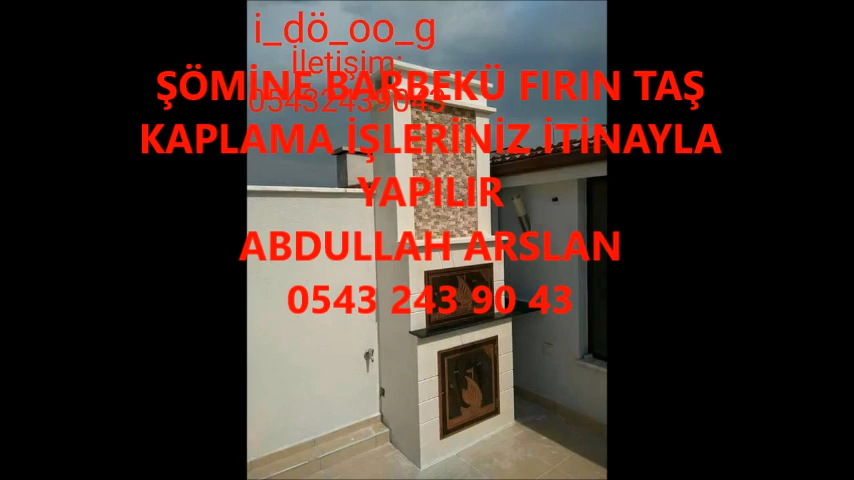 i_dö_oo_g
İletişim:
05432439043
ŞÖMİNE BARBEKÜ FIRIN TAŞ
KAPLAMA İŞLERİNİZ İTİNAYLA
YAPILIR
ABDULLAH ARSLAN
0543 243 90 43